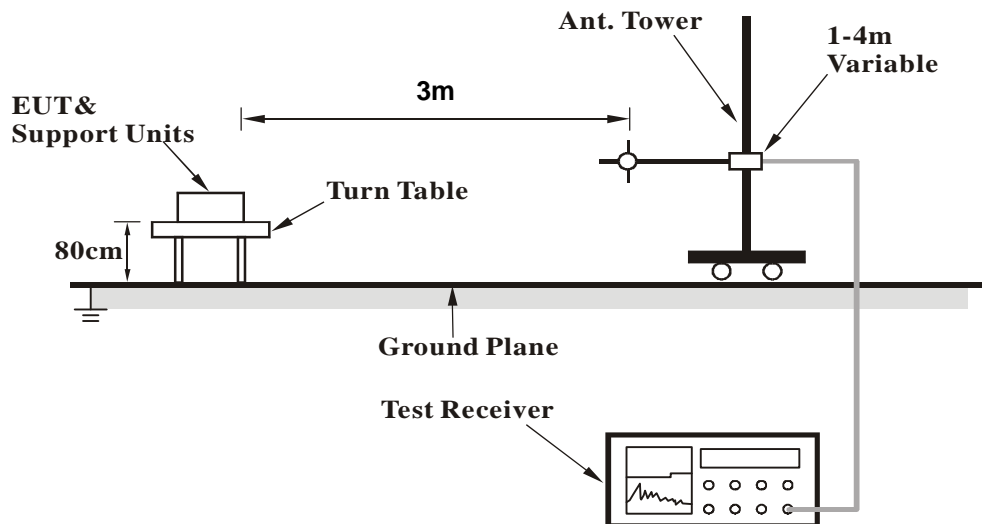 Ant. Tower
1-4m
Variable
3m
EUT&
Support Units
Turn Table
80cm
Ground Plane
Test Receiver